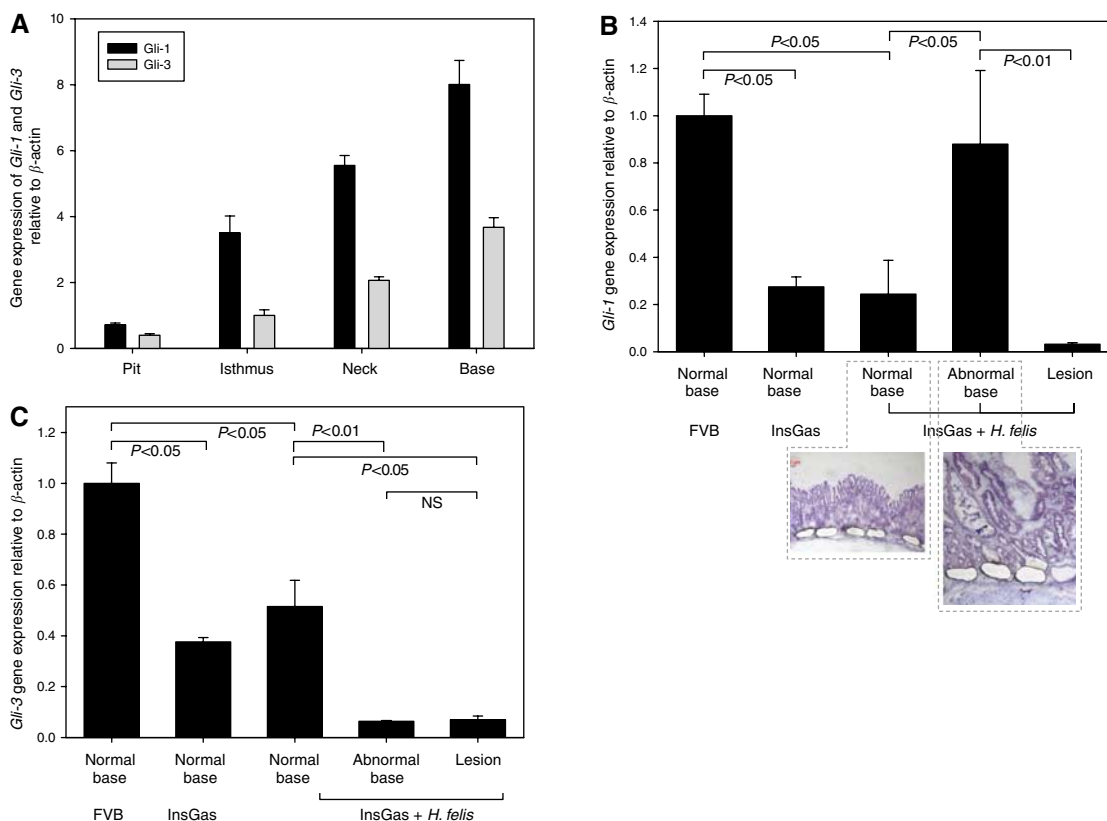 A
Gene expression of Gli-1 and Gli-3
relative to β-actin
10
8
6
4
2
0
Gli-1
Gli-3
Pit Isthmus Neck Base
B
Gli-1 gene expression relative to β-actin
1.4
1.2
1.0
0.8
0.6
0.4
0.2
0.0
P<0.05
P<0.05
P<0.05
P<0.01
Normal base
Normal base
Normal base
Abnormal base
Lesion
FVB InsGas InsGas + H. felis
C
Gli-3 gene expression relative to β-actin
1.2
1.0
0.8
0.6
0.4
0.2
0.0
P<0.05
P<0.05
P<0.01
P<0.05
NS
Normal base
Normal base
Normal base
Abnormal base
Lesion
FVB InsGas InsGas + H. felis